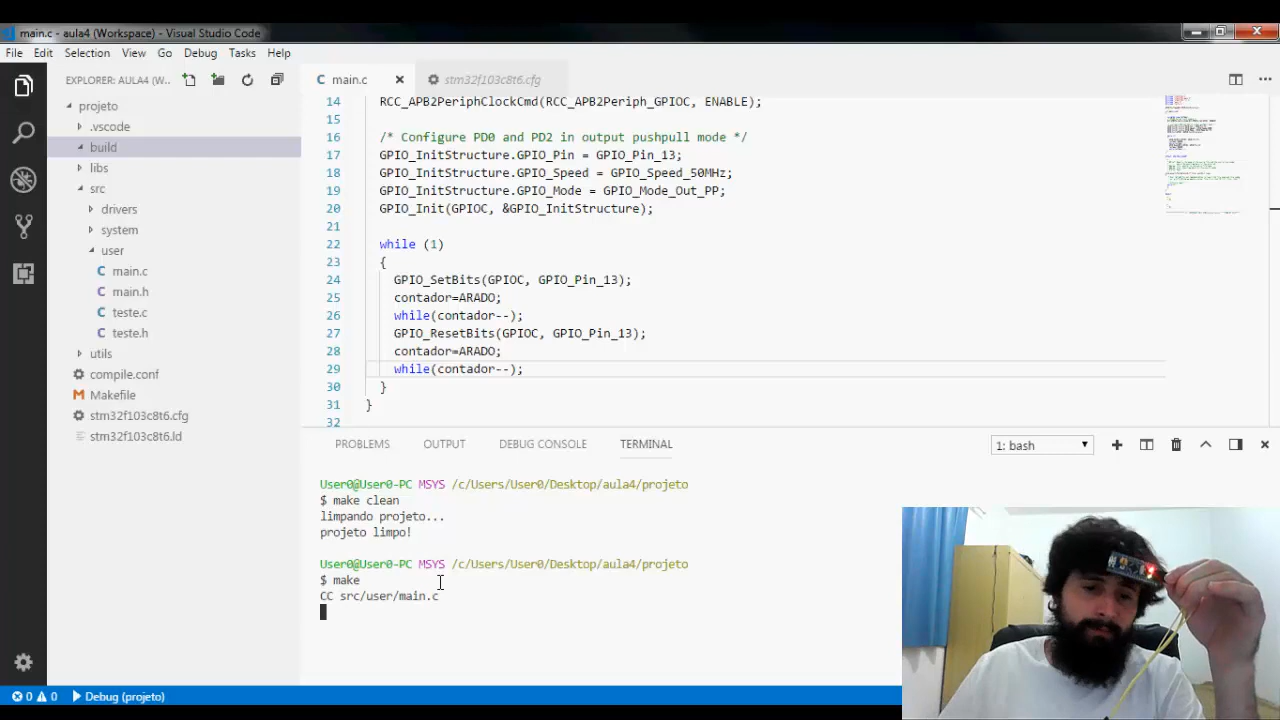 main.c - aula4 (Workspace) - Visual Studio Code
File Edit Selection View Go Debug Tasks Help
EXPLORER: AULA4 (W...
projeto
.vscode
build
libs
src
drivers
system
user
main.c
main.h
teste.c
teste.h
utils
compile.conf
Makefile
stm32f103c8t6.cfg
stm32f103c8t6.ld
main.c stm32f103c8t6.cfg
14 RCC_APB2PeriphClockCmd(RCC_APB2Periph_GPIOC, ENABLE);
15
16 /* Configure PD0 and PD2 in output pushpull mode */
17 GPIO_InitStructure.GPIO_Pin = GPIO_Pin_13;
18 GPIO_InitStructure.GPIO_Speed = GPIO_Speed_50MHz;
19 GPIO_InitStructure.GPIO_Mode = GPIO_Mode_Out_PP;
20 GPIO_Init(GPIOC, &GPIO_InitStructure);
21
22 while (1)
23 {
24 GPIO_SetBits(GPIOC, GPIO_Pin_13);
25 contador=ARADO;
26 while(contador--);
27 GPIO_ResetBits(GPIOC, GPIO_Pin_13);
28 contador=ARADO;
29 while(contador--);
30 }
31 }
32
PROBLEMS OUTPUT DEBUG CONSOLE TERMINAL 1: bash
User0@User0-PC MSYS /c/Users/User0/Desktop/aula4/projeto
$ make clean
limpando projeto...
projeto limpo!
User0@User0-PC MSYS /c/Users/User0/Desktop/aula4/projeto
$ make
CC src/user/main.c
0 0 Debug (projeto)